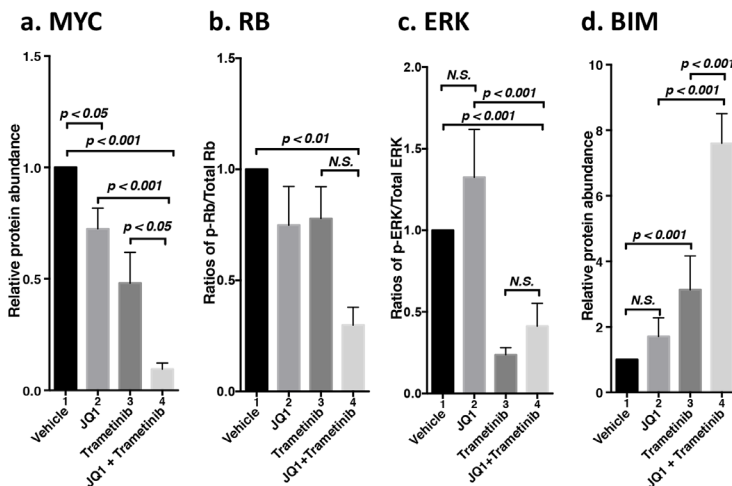 a. MYC
Relative protein abundance
1.5
1.0
0.5
0.0
p < 0.05
p < 0.001
p < 0.001
p < 0.05
1
2
3
4
Vehicle
JQ1
Trametinib
JQ1 + Trametinib
b. RB
Ratios of p-Rb/Total Rb
1.5
1.0
0.5
0.0
p < 0.01
N.S.
1
2
3
4
Vehicle
JQ1
Trametinib
JQ1+Trametinib
c. ERK
Ratios of p-ERK/Total ERK
2.0
1.5
1.0
0.5
0.0
N.S.
p < 0.001
p < 0.001
N.S.
1
2
3
4
Vehicle
JQ1
Trametinib
JQ1+Trametinib
d. BIM
Relative protein abundance
10
8
6
4
2
0
p < 0.001
p < 0.001
p < 0.001
N.S.
1
2
3
4
Vehicle
JQ1
Trametinib
JQ1 + Trametinib